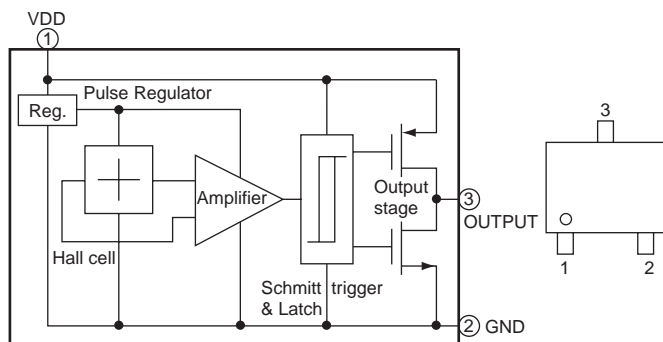 VDD
1
Reg.
Pulse Regulator
Amplifier
Hall cell
Schmitt trigger
& Latch
Output
stage
3
OUTPUT
2 GND
3
1 2